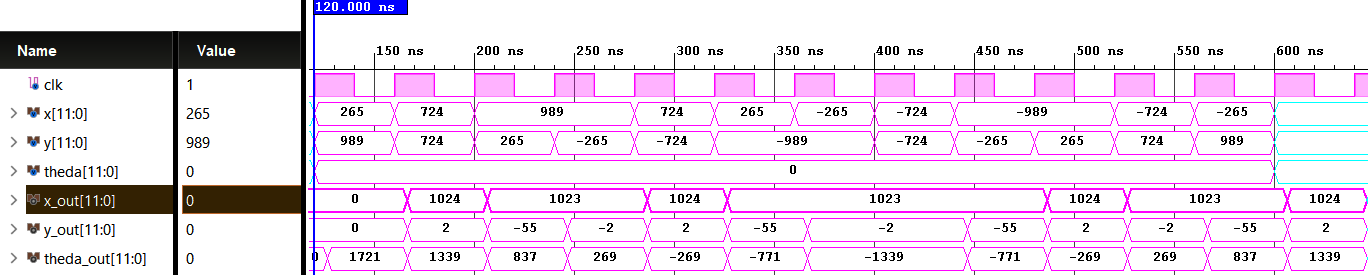 120.000 ns
Name Value 150 ns 200 ns 250 ns 300 ns 350 ns 400 ns 450 ns 500 ns 550 ns 600 ns
clk 1
x[11:0] 265 265 724 989 724 265 -265 -724 -989 -724 -265
y[11:0] 989 989 724 265 -265 -724 -989 -724 -265 265 724 989
theda[11:0] 0 0
x_out[11:0] 0 0 1024 1023 1024 1023 1024 1023 1024
y_out[11:0] 0 0 2 -55 -2 2 -55 -2 -55 2 -2 -55 2
theda_out[11:0] 0 0 1721 1339 837 269 -269 -771 -1339 -771 -269 269 837 1339